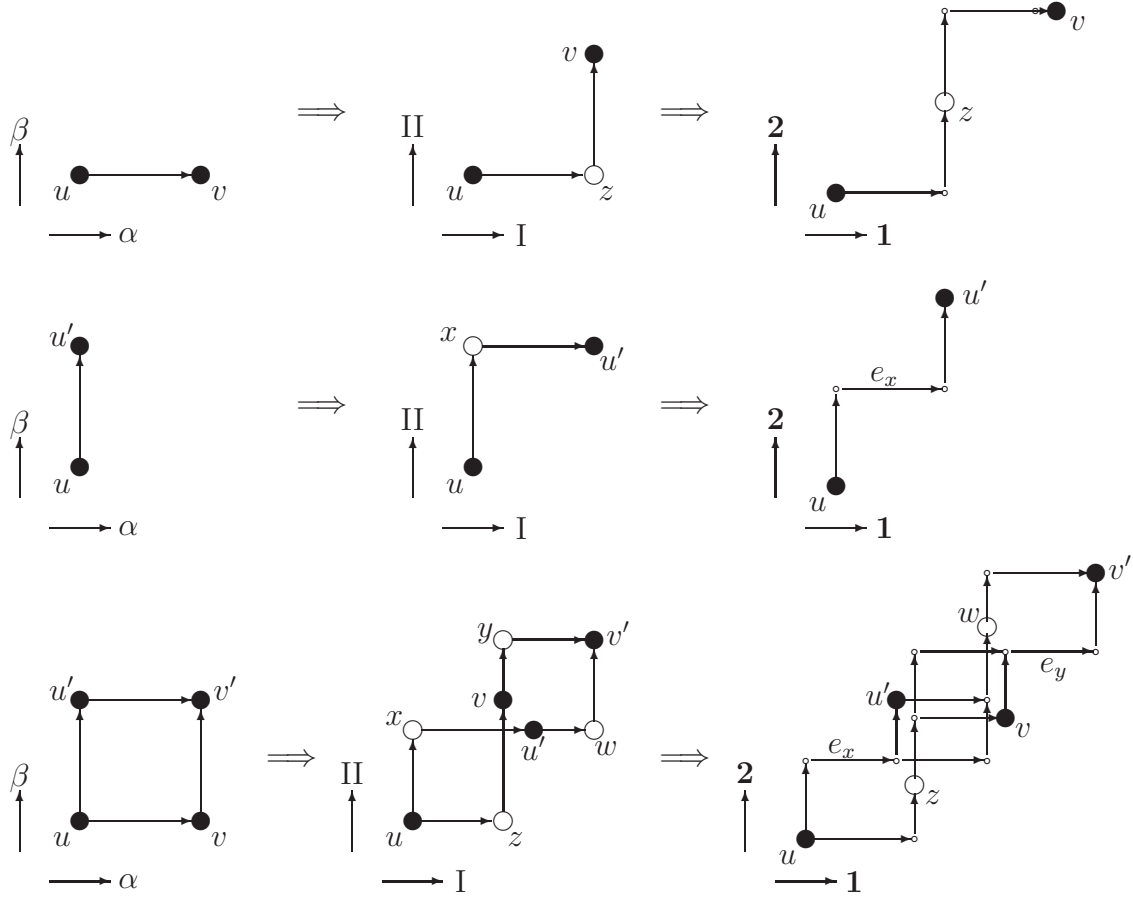 v
v
⟹ ⟹
z
β II 2
u v u z u
α I 1
u′
u′ x u′
e_x
⟹ ⟹
β II 2
u u u
α I 1
v′
y v′ w
e_y
u′ v′ v u′
x v
u′ w e_x
⟹ ⟹
β II 2 z
u v u z u
α I 1